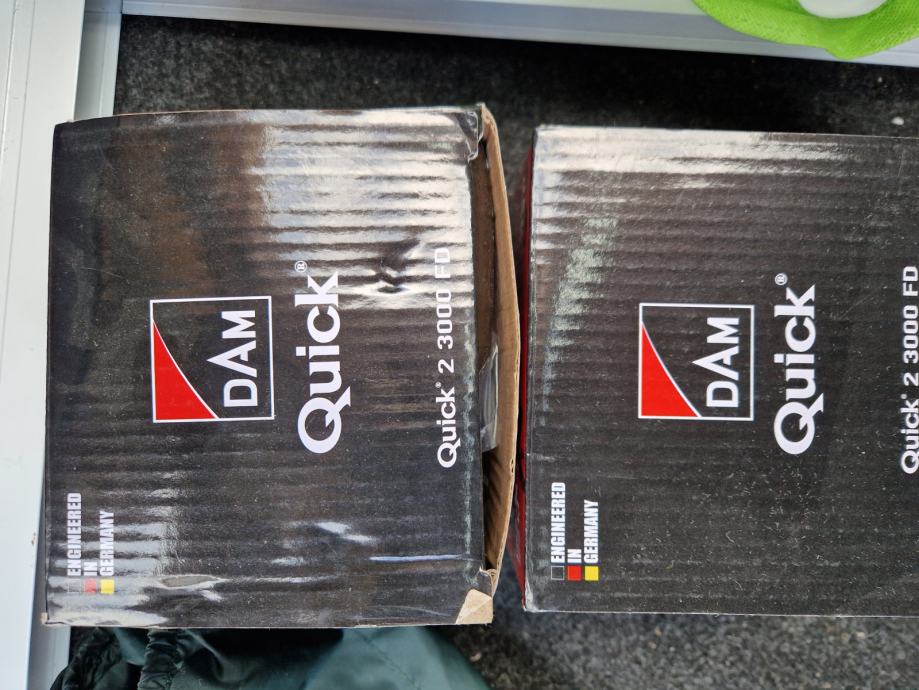 ENGINEERED
IN
GERMANY
DAM
Quick®
Quick® 2 3000 FD
ENGINEERED
IN
GERMANY
DAM
Quick®
Quick® 2 3000 FD